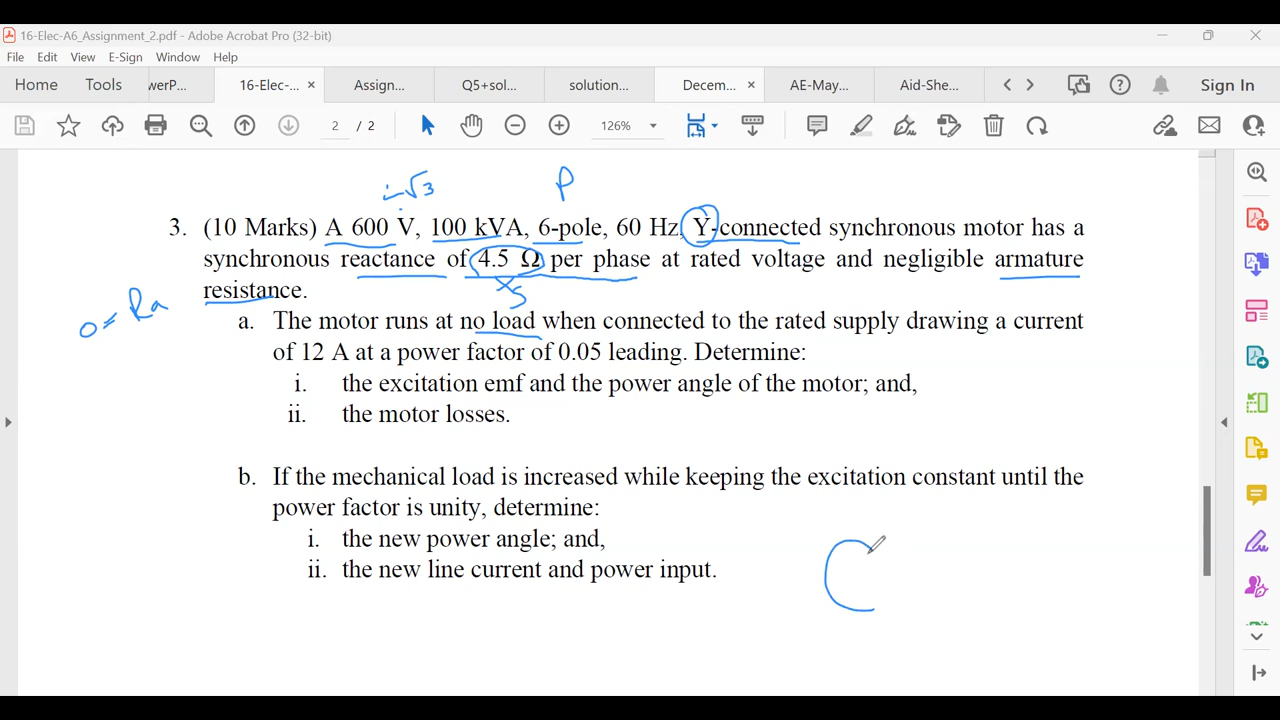 16-Elec-A6_Assignment_2.pdf - Adobe Acrobat Pro (32-bit)
File Edit View E-Sign Window Help
Home Tools werP... 16-Elec-... × Assign... Q5+sol... solution... Decem... × AE-May... Aid-She... Sign In
2 / 2 126%
÷√3 P
3. (10 Marks) A 600 V, 100 kVA, 6-pole, 60 Hz, Y-connected synchronous motor has a
synchronous reactance of 4.5 Ω per phase at rated voltage and negligible armature
resistance.
Xs
0 = Ra
a. The motor runs at no load when connected to the rated supply drawing a current
of 12 A at a power factor of 0.05 leading. Determine:
i. the excitation emf and the power angle of the motor; and,
ii. the motor losses.
b. If the mechanical load is increased while keeping the excitation constant until the
power factor is unity, determine:
i. the new power angle; and,
ii. the new line current and power input.